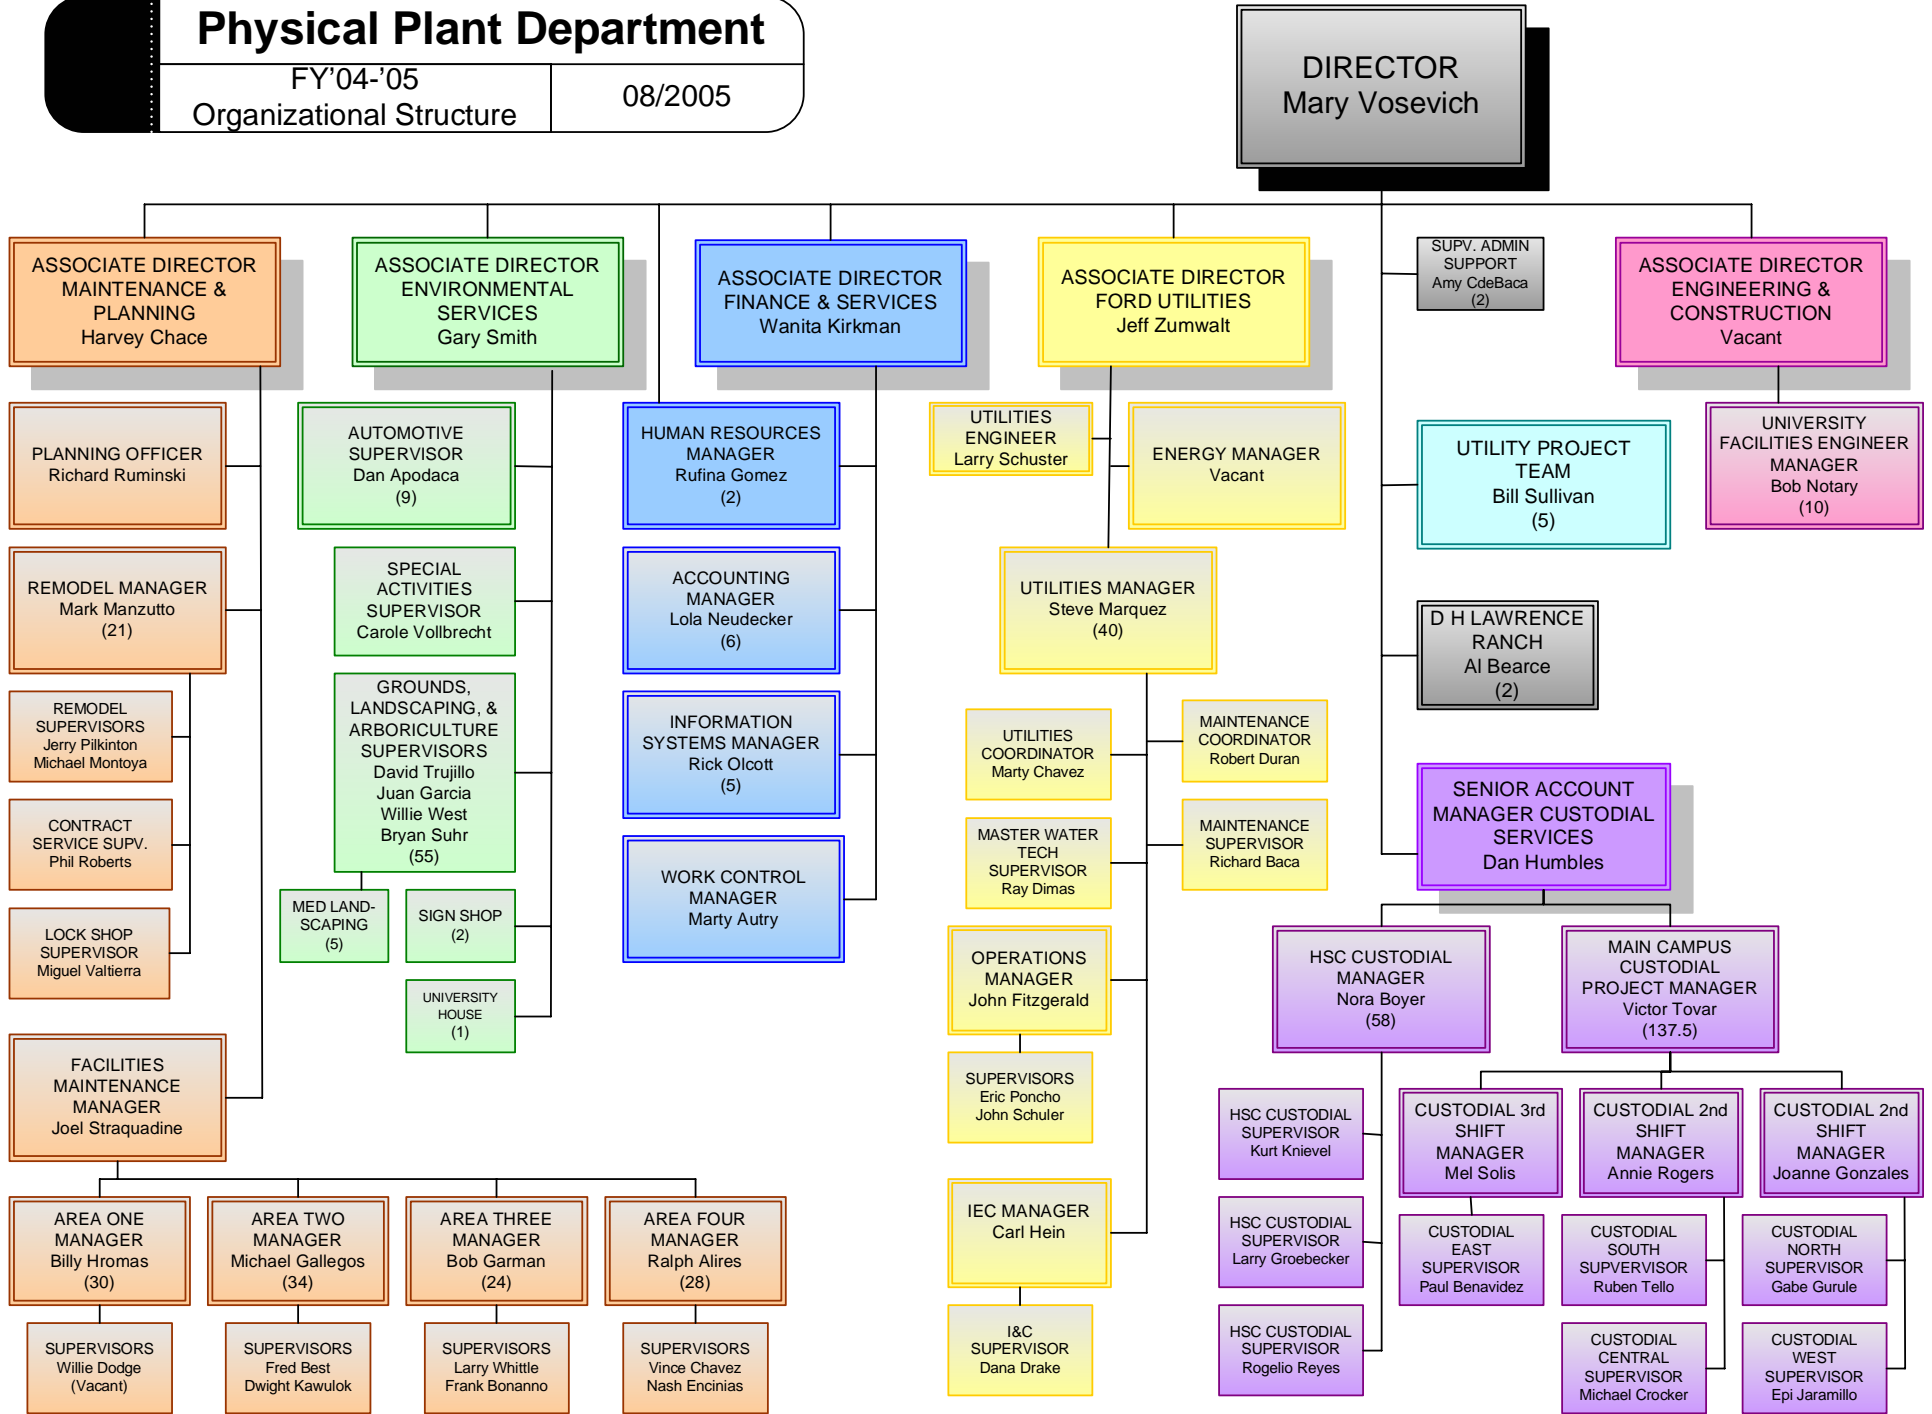 Physical Plant Department
FY'04-'05
Organizational Structure
08/2005
DIRECTOR
Mary Vosevich
ASSOCIATE DIRECTOR
MAINTENANCE &
PLANNING
Harvey Chace
ASSOCIATE DIRECTOR
ENVIRONMENTAL
SERVICES
Gary Smith
ASSOCIATE DIRECTOR
FINANCE & SERVICES
Wanita Kirkman
ASSOCIATE DIRECTOR
FORD UTILITIES
Jeff Zumwalt
SUPV. ADMIN
SUPPORT
Amy CdeBaca
(2)
ASSOCIATE DIRECTOR
ENGINEERING &
CONSTRUCTION
Vacant
PLANNING OFFICER
Richard Ruminski
AUTOMOTIVE
SUPERVISOR
Dan Apodaca
(9)
HUMAN RESOURCES
MANAGER
Rufina Gomez
(2)
UTILITIES
ENGINEER
Larry Schuster
ENERGY MANAGER
Vacant
UTILITY PROJECT
TEAM
Bill Sullivan
(5)
UNIVERSITY
FACILITIES ENGINEER
MANAGER
Bob Notary
(10)
REMODEL MANAGER
Mark Manzutto
(21)
SPECIAL
ACTIVITIES
SUPERVISOR
Carole Vollbrecht
ACCOUNTING
MANAGER
Lola Neudecker
(6)
UTILITIES MANAGER
Steve Marquez
(40)
D H LAWRENCE
RANCH
Al Bearce
(2)
REMODEL
SUPERVISORS
Jerry Pilkinton
Michael Montoya
GROUNDS,
LANDSCAPING, &
ARBORICULTURE
SUPERVISORS
David Trujillo
Juan Garcia
Willie West
Bryan Suhr
(55)
INFORMATION
SYSTEMS MANAGER
Rick Olcott
(5)
UTILITIES
COORDINATOR
Marty Chavez
MAINTENANCE
COORDINATOR
Robert Duran
SENIOR ACCOUNT
MANAGER CUSTODIAL
SERVICES
Dan Humbles
CONTRACT
SERVICE SUPV.
Phil Roberts
MASTER WATER
TECH
SUPERVISOR
Ray Dimas
MAINTENANCE
SUPERVISOR
Richard Baca
WORK CONTROL
MANAGER
Marty Autry
MED LAND-
SCAPING
(5)
SIGN SHOP
(2)
LOCK SHOP
SUPERVISOR
Miguel Valtierra
OPERATIONS
MANAGER
John Fitzgerald
HSC CUSTODIAL
MANAGER
Nora Boyer
(58)
MAIN CAMPUS
CUSTODIAL
PROJECT MANAGER
Victor Tovar
(137.5)
UNIVERSITY
HOUSE
(1)
FACILITIES
MAINTENANCE
MANAGER
Joel Straquadine
SUPERVISORS
Eric Poncho
John Schuler
HSC CUSTODIAL
SUPERVISOR
Kurt Knievel
CUSTODIAL 3rd
SHIFT
MANAGER
Mel Solis
CUSTODIAL 2nd
SHIFT
MANAGER
Annie Rogers
CUSTODIAL 2nd
SHIFT
MANAGER
Joanne Gonzales
AREA ONE
MANAGER
Billy Hromas
(30)
AREA TWO
MANAGER
Michael Gallegos
(34)
AREA THREE
MANAGER
Bob Garman
(24)
AREA FOUR
MANAGER
Ralph Alires
(28)
IEC MANAGER
Carl Hein
HSC CUSTODIAL
SUPERVISOR
Larry Groebecker
CUSTODIAL
EAST
SUPERVISOR
Paul Benavidez
CUSTODIAL
SOUTH
SUPVERVISOR
Ruben Tello
CUSTODIAL
NORTH
SUPERVISOR
Gabe Gurule
SUPERVISORS
Willie Dodge
(Vacant)
SUPERVISORS
Fred Best
Dwight Kawulok
SUPERVISORS
Larry Whittle
Frank Bonanno
SUPERVISORS
Vince Chavez
Nash Encinias
I&C
SUPERVISOR
Dana Drake
HSC CUSTODIAL
SUPERVISOR
Rogelio Reyes
CUSTODIAL
CENTRAL
SUPERVISOR
Michael Crocker
CUSTODIAL
WEST
SUPERVISOR
Epi Jaramillo